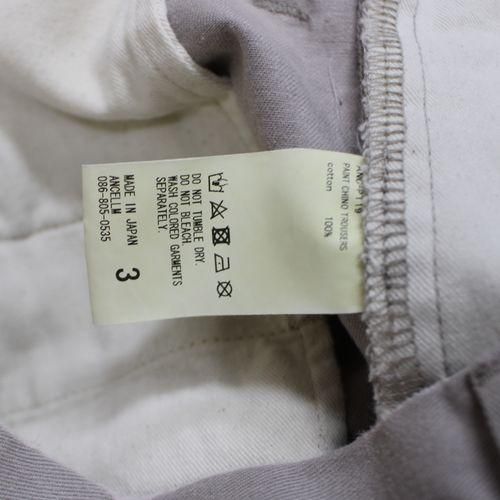 PAINT CHINO TROUSERS
cotton 100%
DO NOT TUMBLE DRY.
DO NOT BLEACH.
WASH COLORED GARMENTS
SEPARATELY.
MADE IN JAPAN
ANCELLM
086-805-0535
3